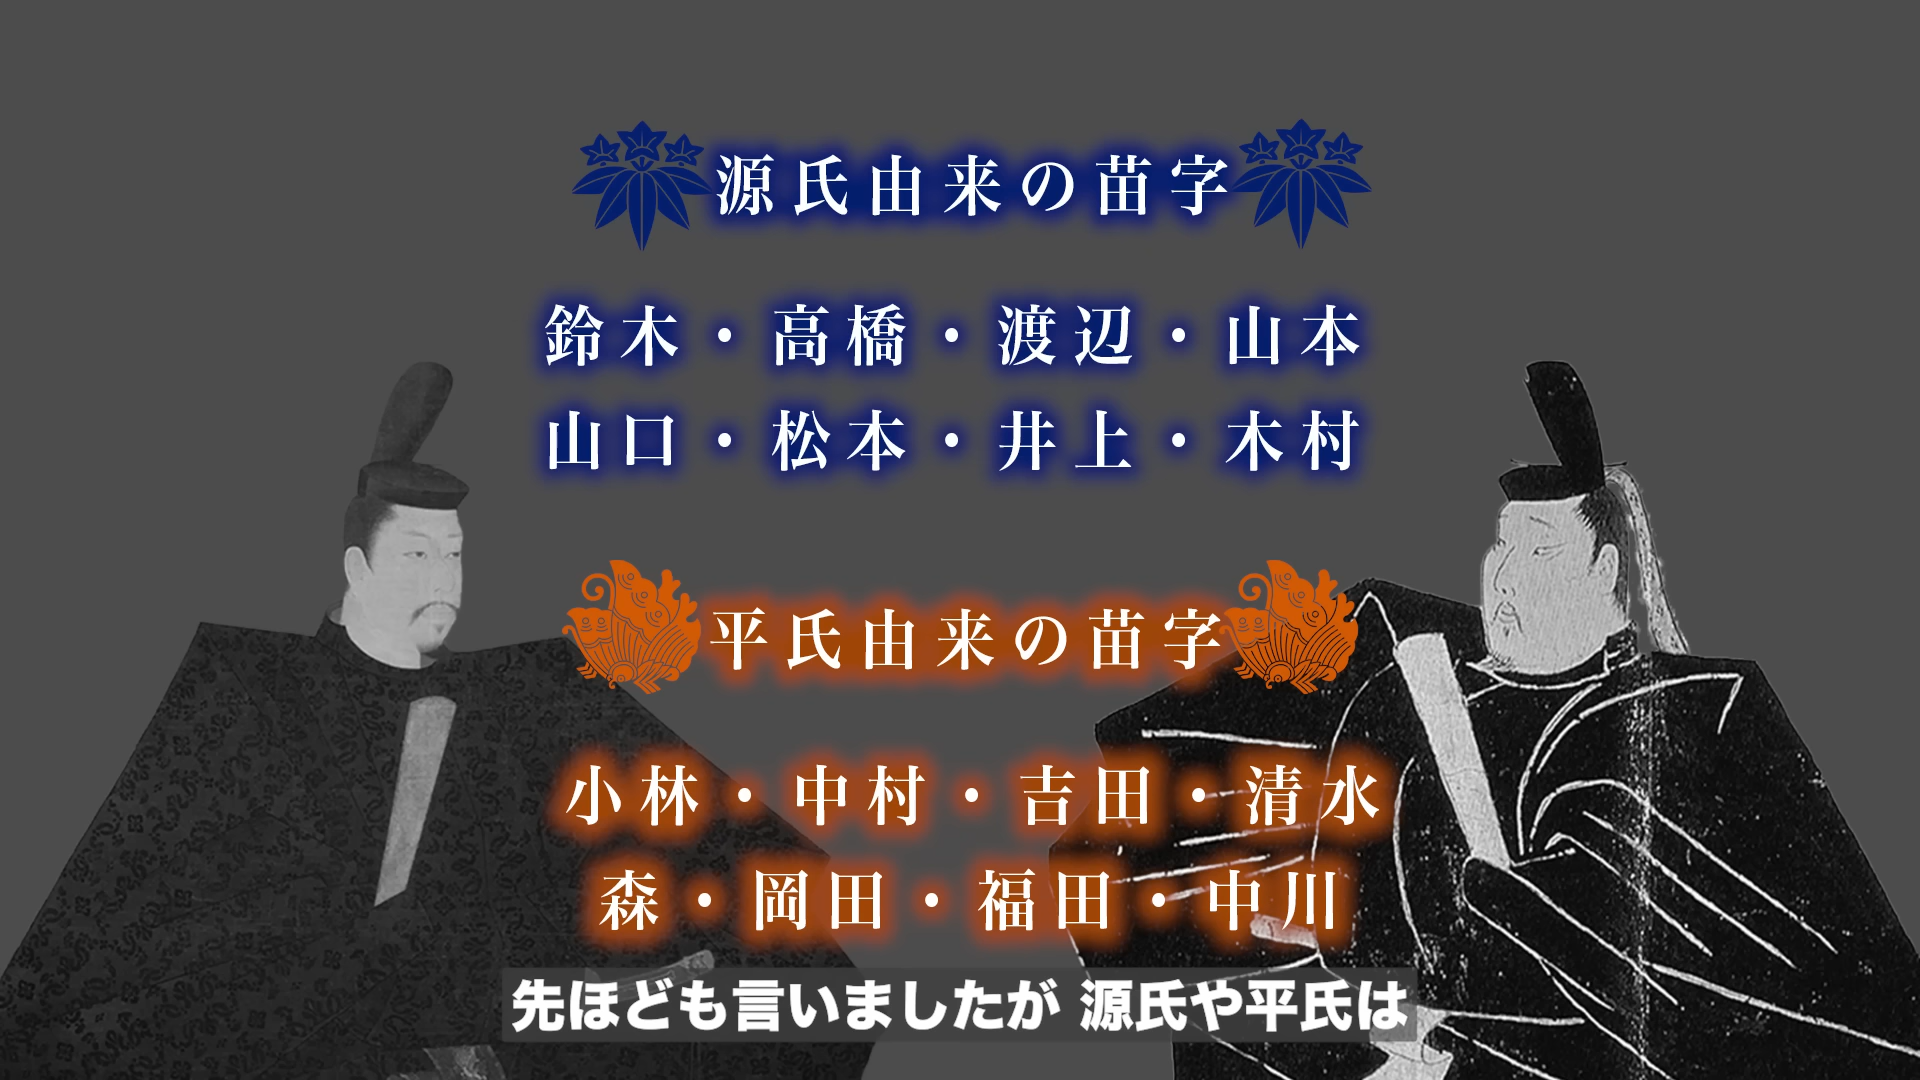 源氏由来の苗字
鈴木・高橋・渡辺・山本
山口・松本・井上・木村
平氏由来の苗字
小林・中村・吉田・清水
森・岡田・福田・中川
先ほども言いましたが 源氏や平氏は